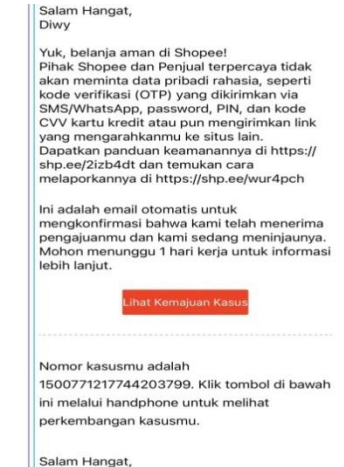 Salam Hangat,
Diwy
Yuk, belanja aman di Shopee!
Pihak Shopee dan Penjual terpercaya tidak
akan meminta data pribadi rahasia, seperti
kode verifikasi (OTP) yang dikirimkan via
SMS/WhatsApp, password, PIN, dan kode
CVV kartu kredit atau pun mengirimkan link
yang mengarahkanmu ke situs lain.
Dapatkan panduan keamanannya di https://
shp.ee/2izb4dt dan temukan cara
melaporkannya di https://shp.ee/wur4pch
Ini adalah email otomatis untuk
mengkonfirmasi bahwa kami telah menerima
pengajuanmu dan kami sedang meninjaunya.
Mohon menunggu 1 hari kerja untuk informasi
lebih lanjut.
Lihat Kemajuan Kasus
Nomor kasusmu adalah
1500771217744203799. Klik tombol di bawah
ini melalui handphone untuk melihat
perkembangan kasusmu.
Salam Hangat,